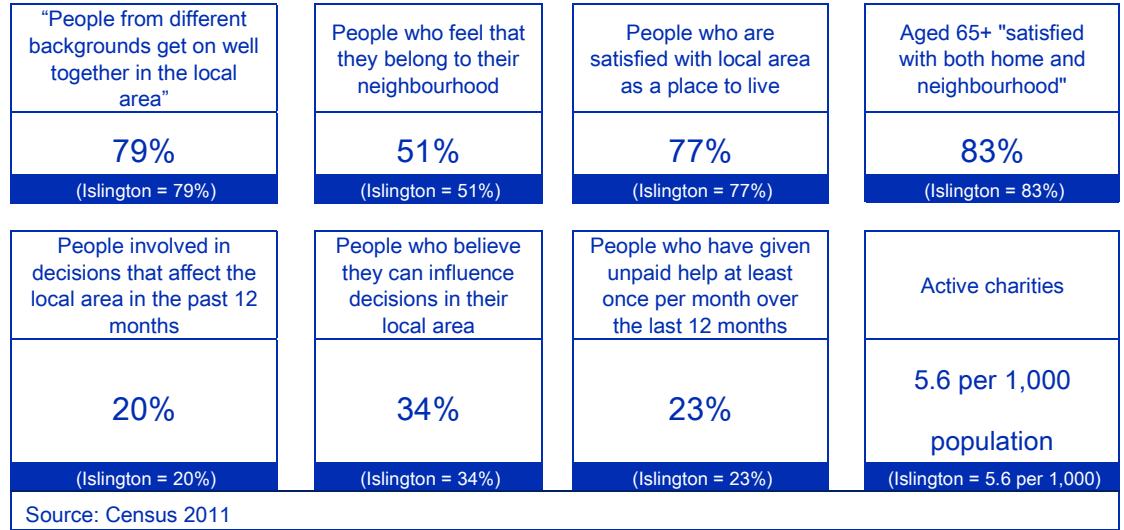 “People from different
backgrounds get on well
together in the local
area”
79%
(Islington = 79%)
People who feel that
they belong to their
neighbourhood
51%
(Islington = 51%)
People who are
satisfied with local area
as a place to live
77%
(Islington = 77%)
Aged 65+ "satisfied
with both home and
neighbourhood"
83%
(Islington = 83%)
People involved in
decisions that affect the
local area in the past 12
months
20%
(Islington = 20%)
People who believe
they can influence
decisions in their
local area
34%
(Islington = 34%)
People who have given
unpaid help at least
once per month over
the last 12 months
23%
(Islington = 23%)
Active charities
5.6 per 1,000
population
(Islington = 5.6 per 1,000)
Source: Census 2011